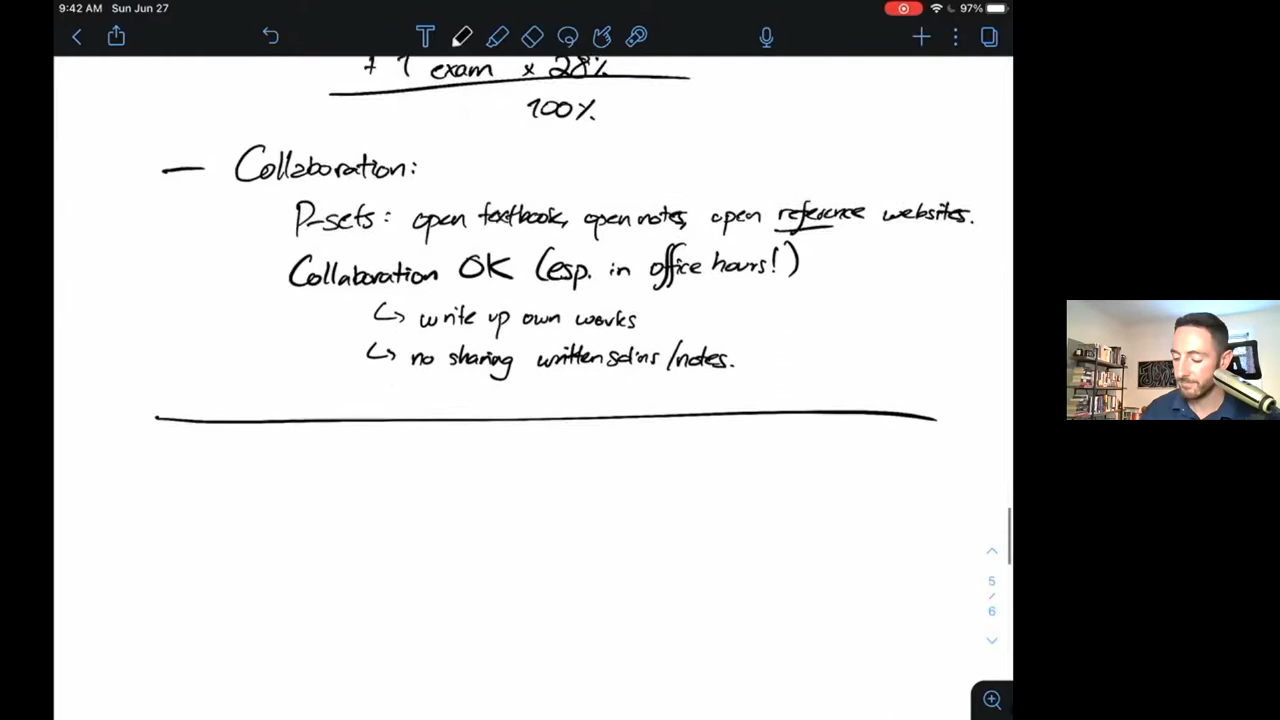 9:42 AM Sun Jun 27
97%
+ 1 exam × 28%
100%
— Collaboration:
P-sets: open textbook, open notes, open reference websites.
Collaboration OK (esp. in office hours!)
↳ write up own works
↳ no sharing written sol'ns/notes.
5
/
6